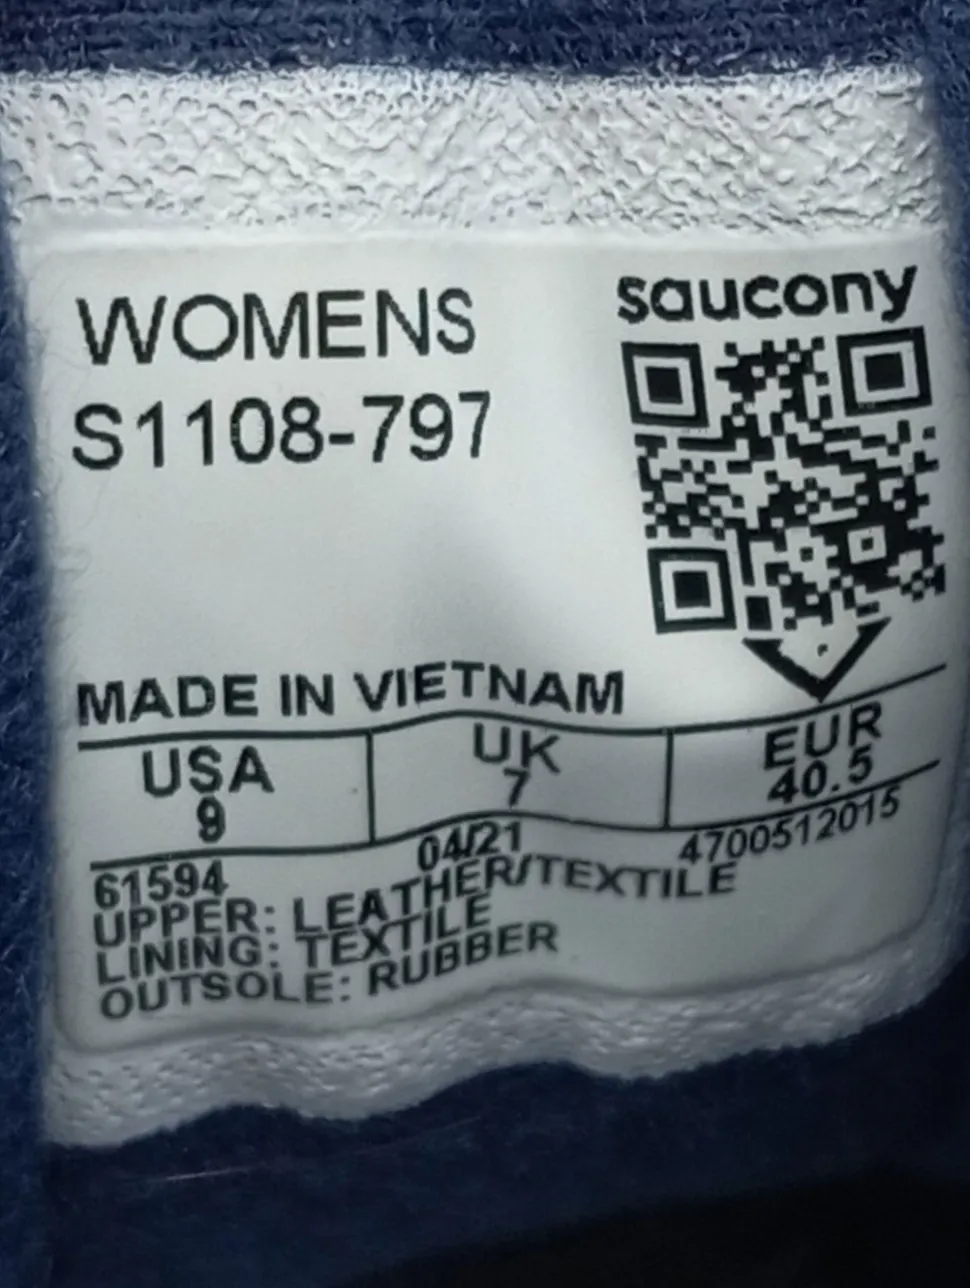 saucony
WOMENS
S1108-797
MADE IN VIETNAM
USA UK EUR
9 7 40.5
61594 04/21 4700512015
UPPER: LEATHER/TEXTILE
LINING: TEXTILE
OUTSOLE: RUBBER